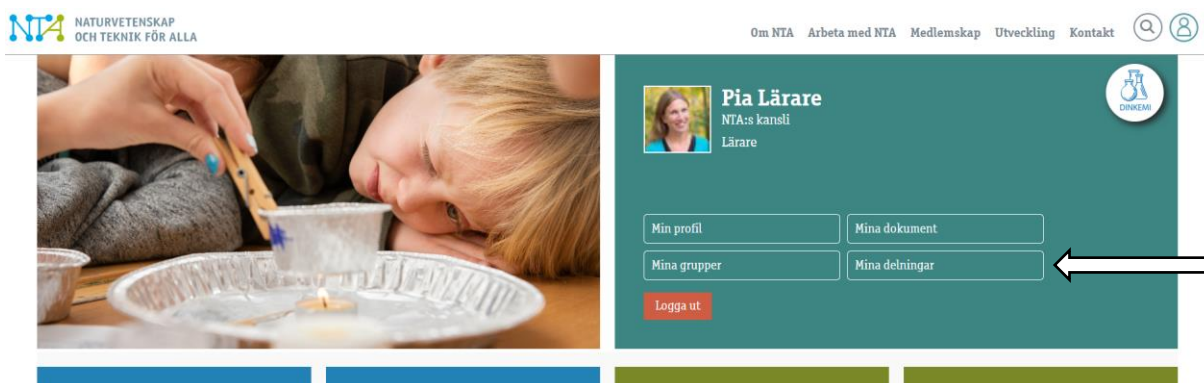 NTA
NATURVETENSKAP
OCH TEKNIK FÖR ALLA
Om NTA Arbeta med NTA Medlemskap Utveckling Kontakt
Pia Lärare
NTA:s kansli
Lärare
DINKEMI
Min profil
Mina dokument
Mina grupper
Mina delningar
Logga ut